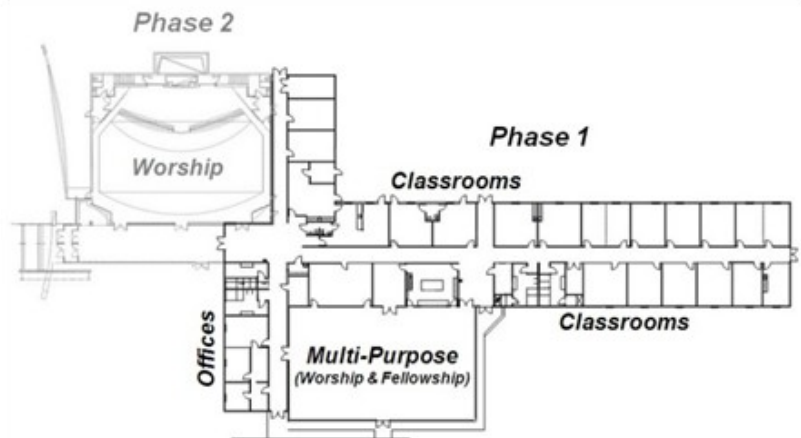 Phase 2
Worship
Phase 1
Classrooms
Classrooms
Offices
Multi-Purpose
(Worship & Fellowship)